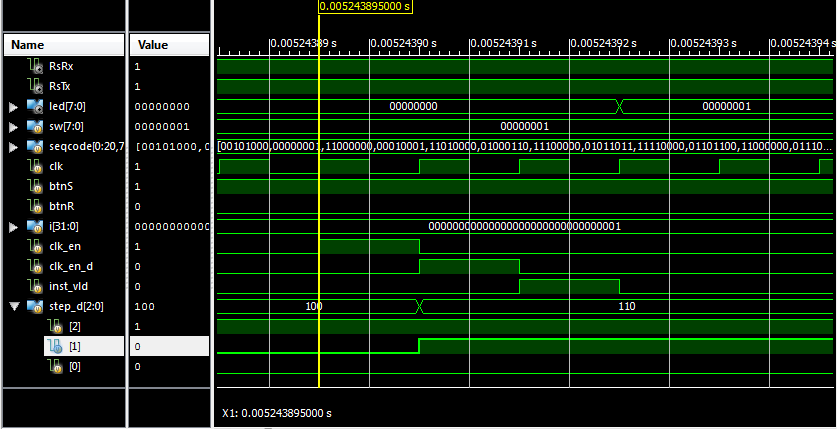 0.005243895000 s
Name Value
0.00524389 s 0.00524390 s 0.00524391 s 0.00524392 s 0.00524393 s 0.00524394 s
RsRx 1
RsTx 1
led[7:0] 00000000 00000000 00000001
sw[7:0] 00000001 00000001
seqcode[0:20,7 [00101000,0 [00101000,00000001,11000000,00010001,11010000,01000110,11100000,01011011,11110000,00000000,01110...
clk 1
btnS 1
btnR 0
i[31:0] 00000000000 00000000000000000000000000000001
clk_en 1
clk_en_d 0
inst_vld 0
step_d[2:0] 100 100 110
[2] 1
[1] 0
[0] 0
X1: 0.005243895000 s